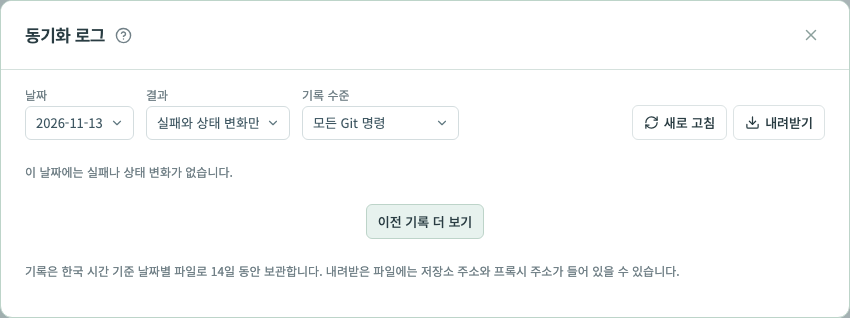 동기화 로그
날짜
결과
기록 수준
2026-11-13
실패와 상태 변화만
모든 Git 명령
새로 고침
내려받기
이 날짜에는 실패나 상태 변화가 없습니다.
이전 기록 더 보기
기록은 한국 시간 기준 날짜별 파일로 14일 동안 보관합니다. 내려받은 파일에는 저장소 주소와 프록시 주소가 들어 있을 수 있습니다.